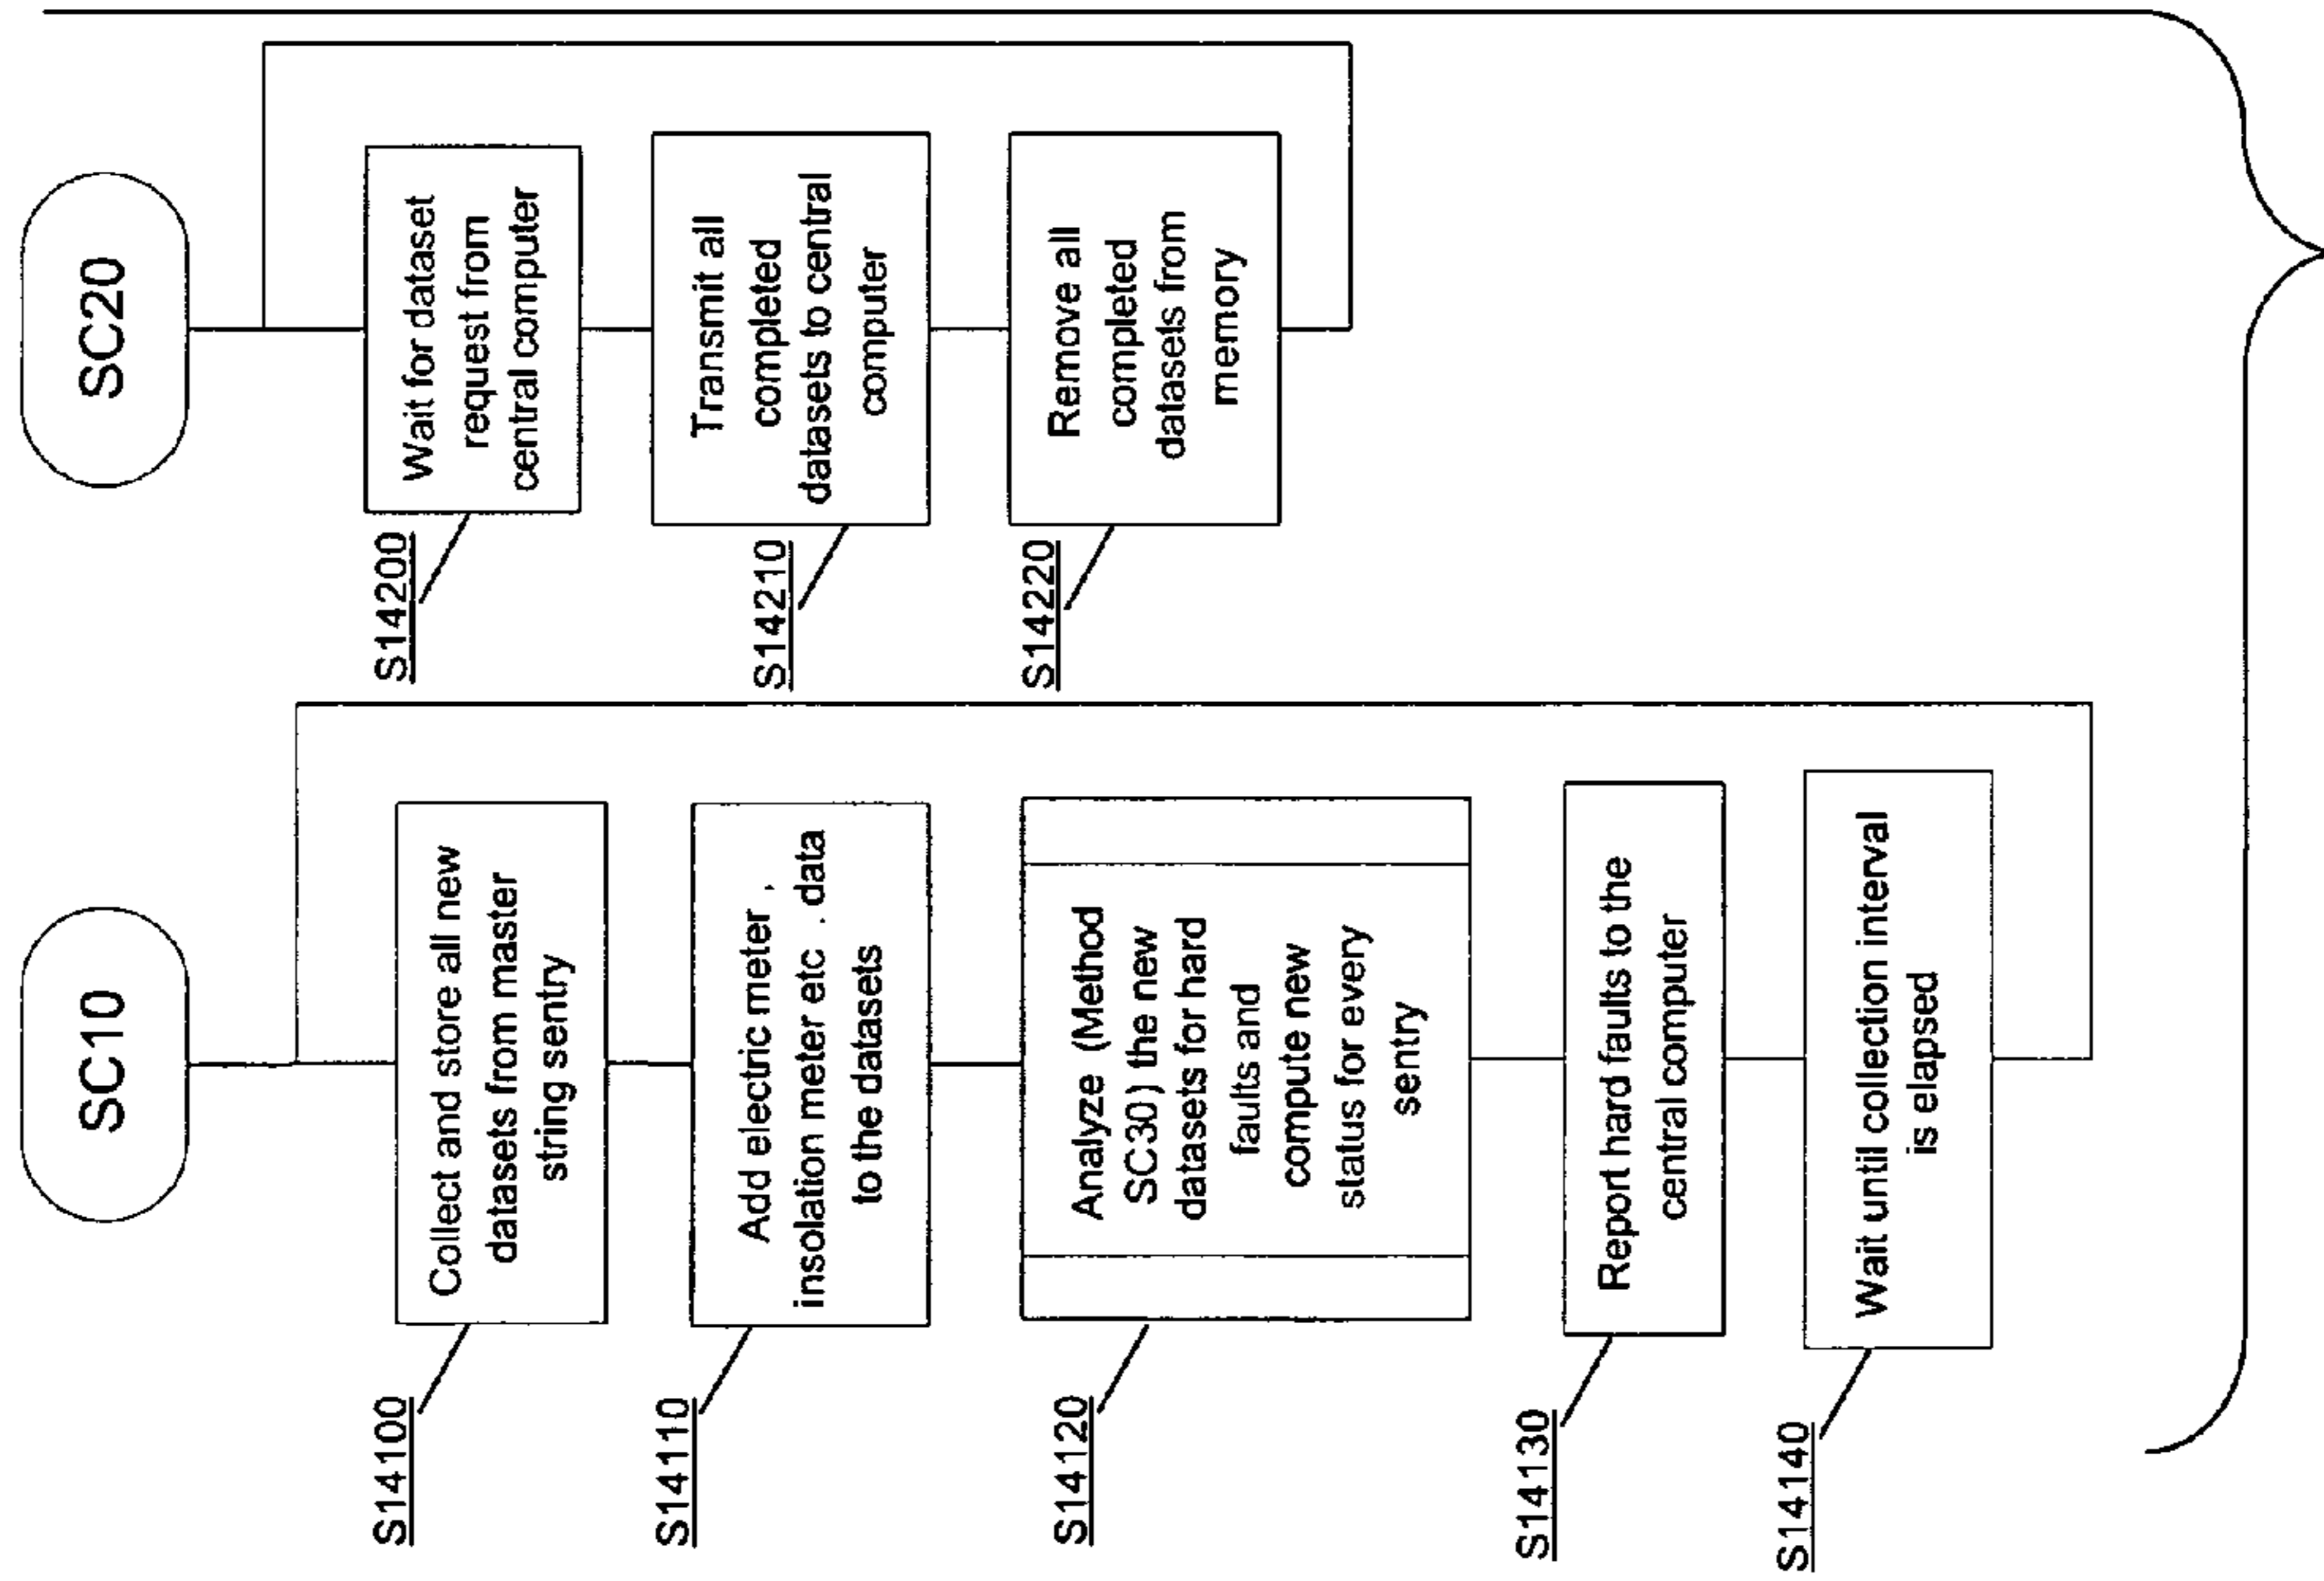 SC10
S14100
Collect and store all new
datasets from master
string sentry
S14110
Add electric meter ,
insolation meter etc . data
to the datasets
S14120
Analyze (Method
SC30) the new
datasets for hard
faults and
compute new
status for every
sentry
S14130
Report hard faults to the
central computer
S14140
Wait until collection interval
is elapsed
SC20
S14200
Wait for dataset
request from
central computer
S14210
Transmit all
completed
datasets to central
computer
S14220
Remove all
completed
datasets from
memory